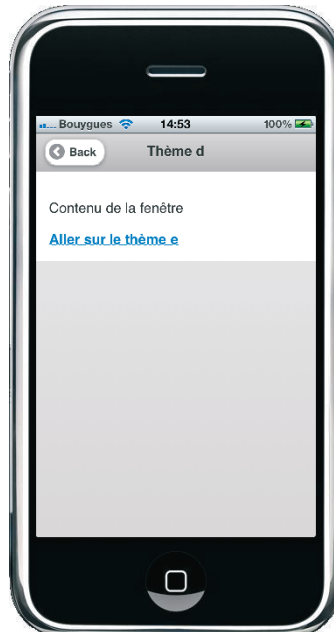 Bouygues 14:53 100%
Back Thème d
Contenu de la fenêtre
Aller sur le thème e